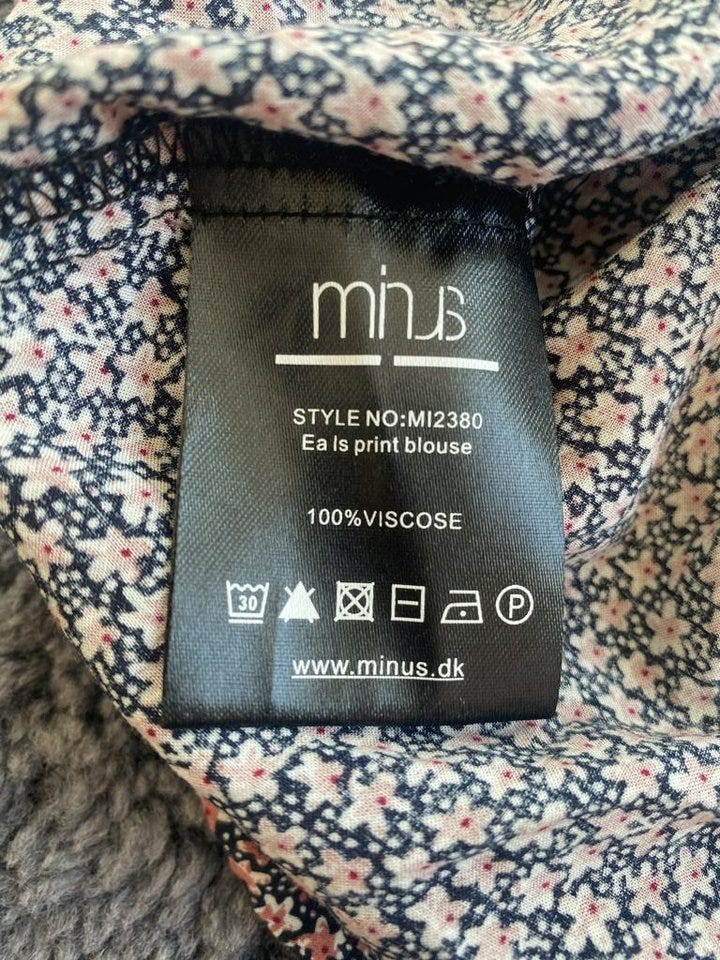 minus
STYLE NO:MI2380
Ea ls print blouse
100%VISCOSE
30 P
www.minus.dk